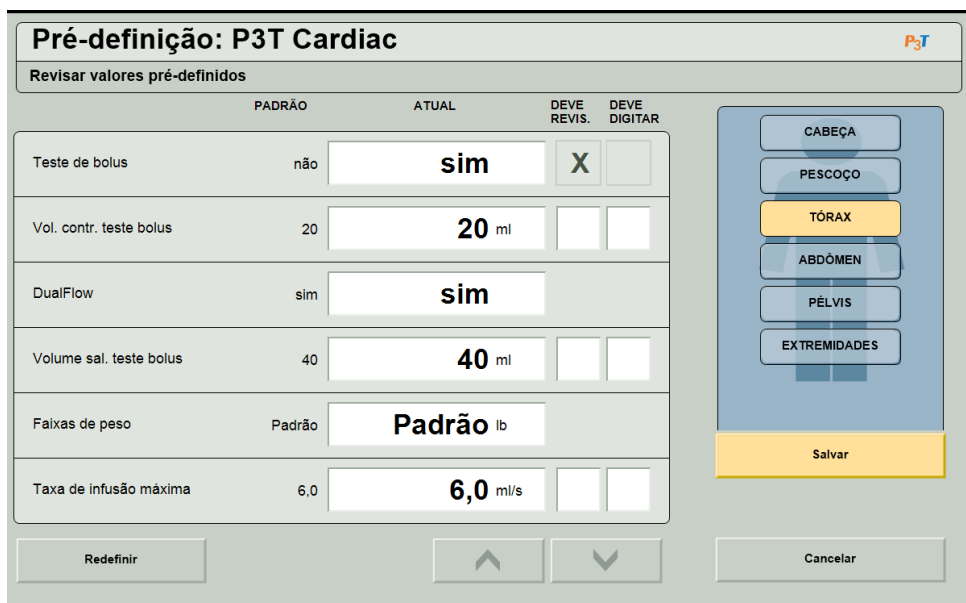 Pré-definição: P3T Cardiac
P3T
Revisar valores pré-definidos
PADRÃO ATUAL DEVE REVIS. DEVE DIGITAR
Teste de bolus não sim X
Vol. contr. teste bolus 20 20 ml
DualFlow sim sim
Volume sal. teste bolus 40 40 ml
Faixas de peso Padrão Padrão lb
Taxa de infusão máxima 6,0 6,0 ml/s
CABEÇA
PESCOÇO
TÓRAX
ABDÔMEN
PÉLVIS
EXTREMIDADES
Salvar
Redefinir
Cancelar